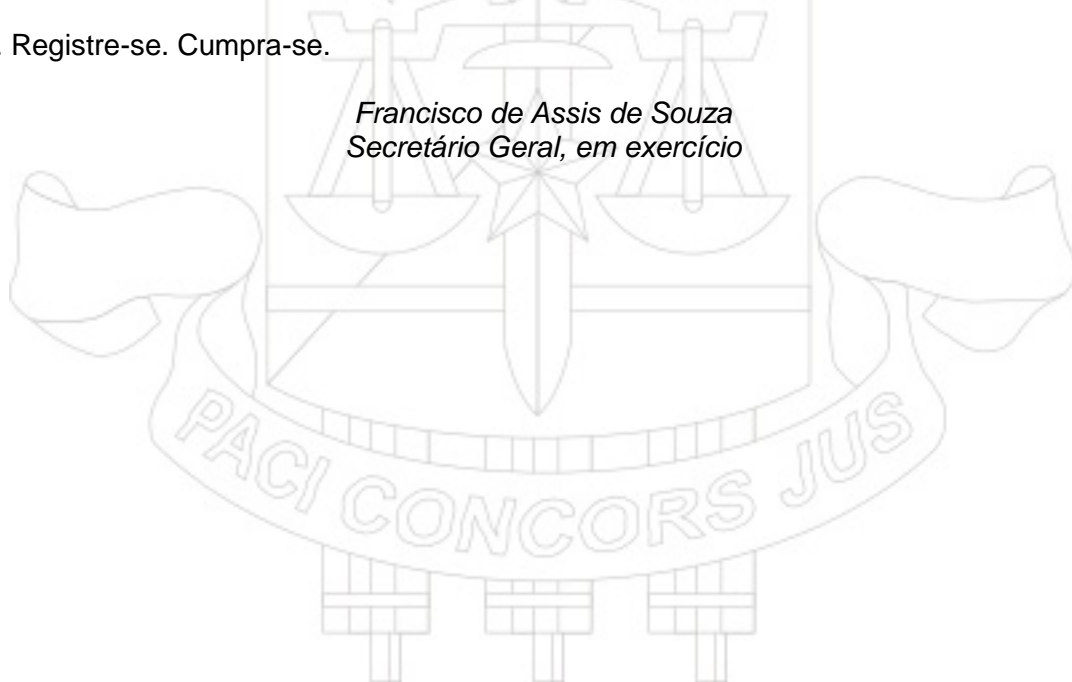 . Registre-se. Cumpra-se.
Francisco de Assis de Souza
Secretário Geral, em exercício
PACI CONCORS JUS